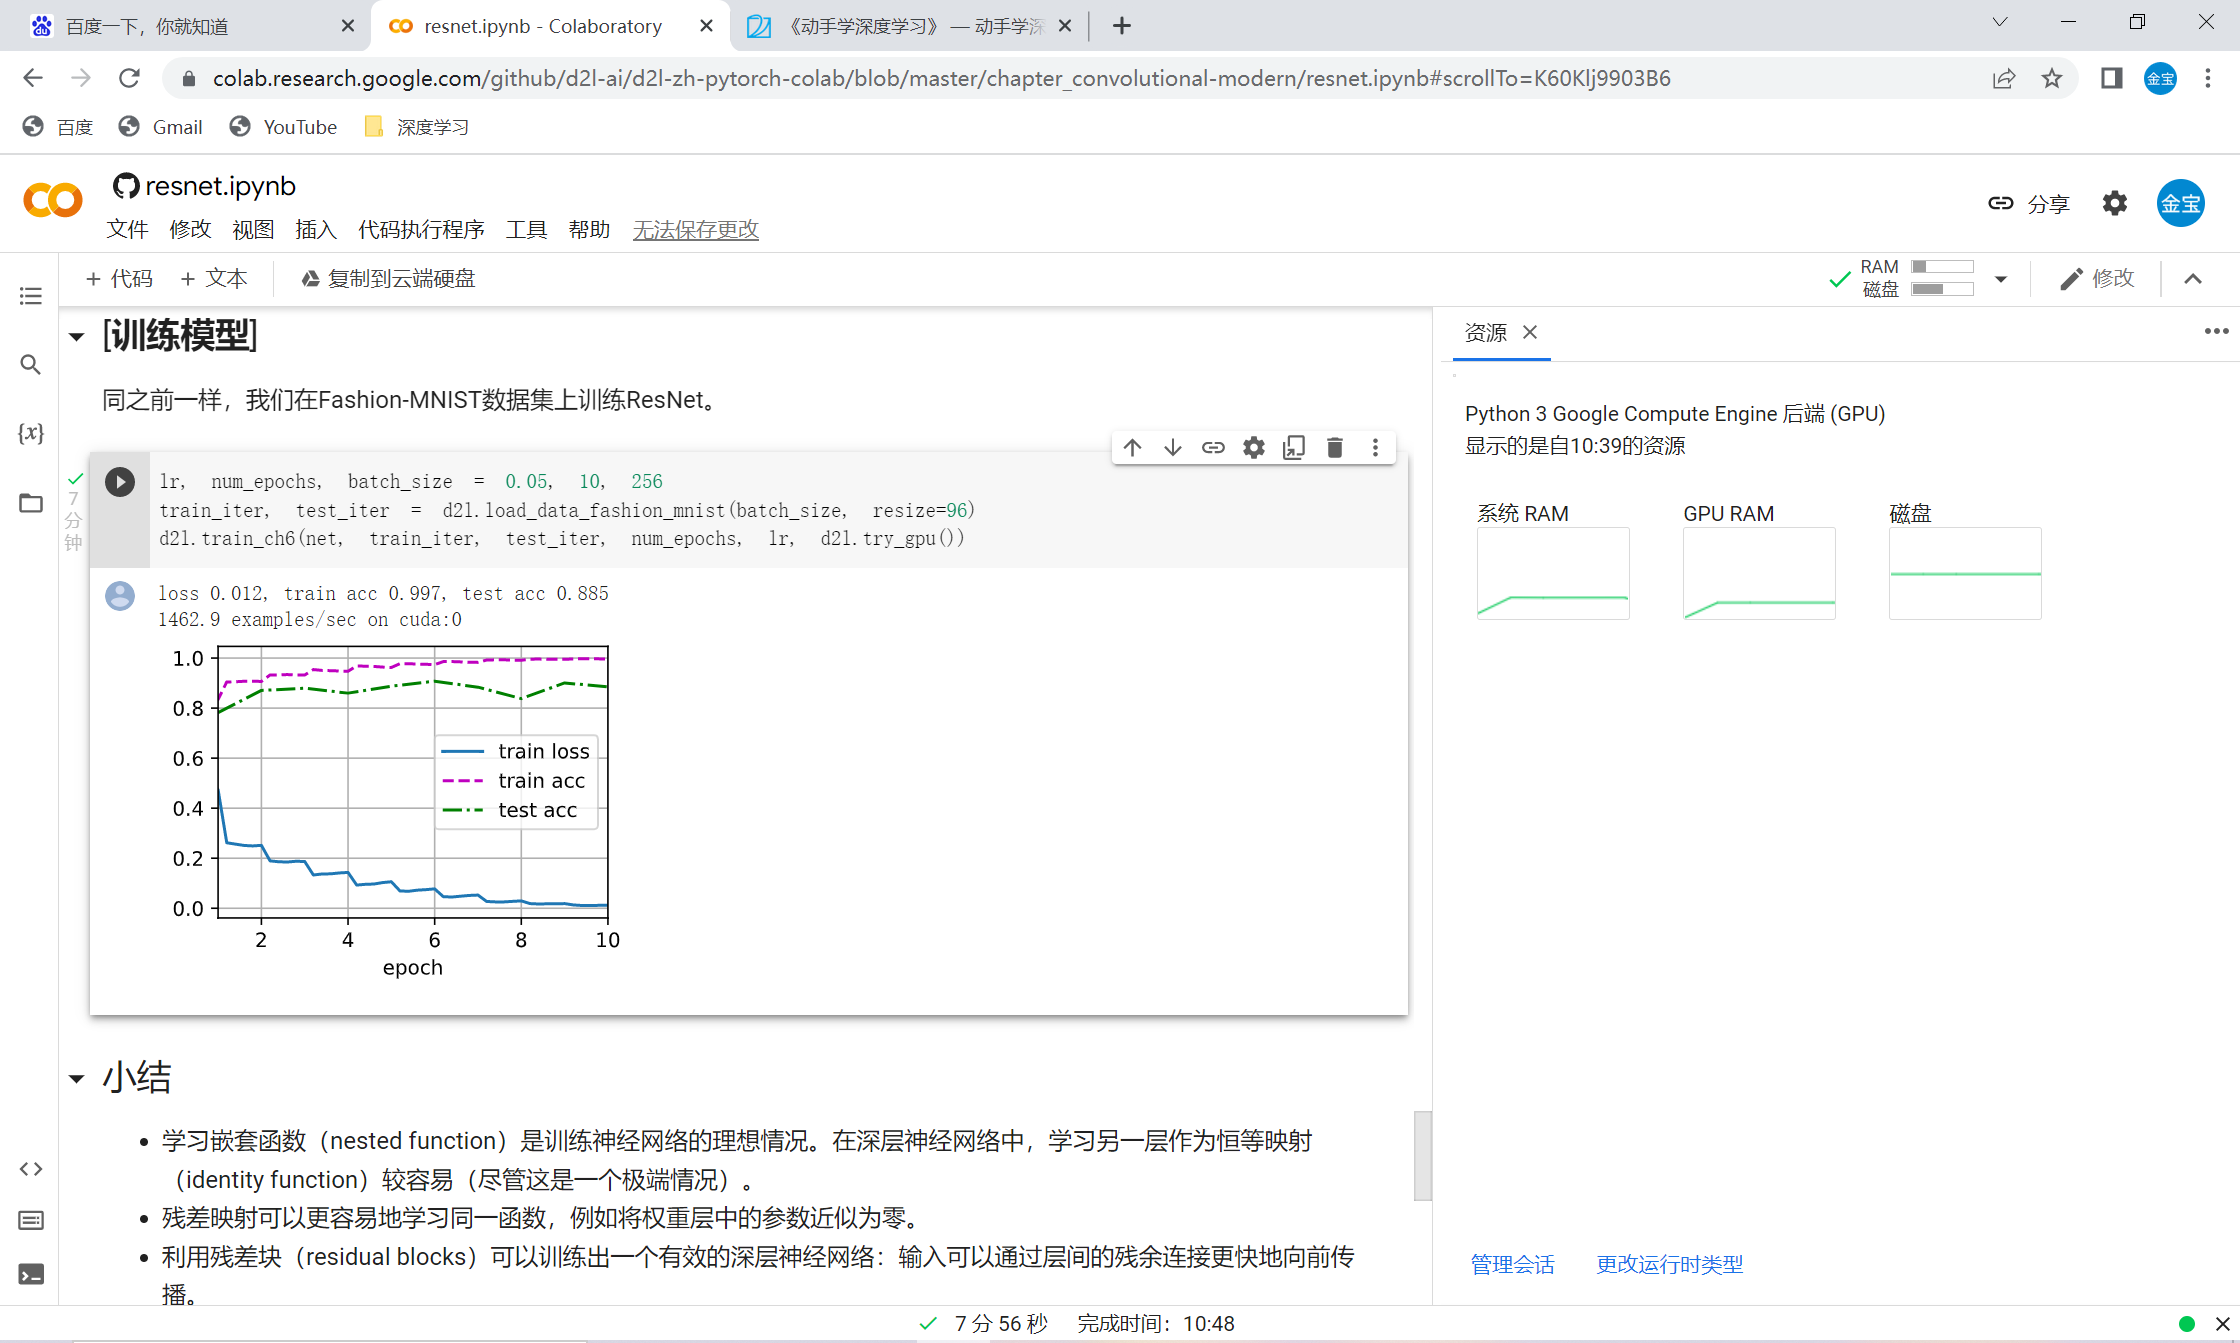 百度一下，你就知道
resnet.ipynb - Colaboratory
《动手学深度学习》 — 动手学深
colab.research.google.com/github/d2l-ai/d2l-zh-pytorch-colab/blob/master/chapter_convolutional-modern/resnet.ipynb#scrollTo=K60Klj9903B6
金宝
百度 Gmail YouTube 深度学习
resnet.ipynb
文件 修改 视图 插入 代码执行程序 工具 帮助 无法保存更改
分享
金宝
+ 代码 + 文本 复制到云端硬盘
RAM
磁盘
修改
[训练模型]
同之前一样，我们在Fashion-MNIST数据集上训练ResNet。
7
分
钟
lr, num_epochs, batch_size = 0.05, 10, 256
train_iter, test_iter = d2l.load_data_fashion_mnist(batch_size, resize=96)
d2l.train_ch6(net, train_iter, test_iter, num_epochs, lr, d2l.try_gpu())
loss 0.012, train acc 0.997, test acc 0.885
1462.9 examples/sec on cuda:0
1.0
0.8
0.6
0.4
0.2
0.0
train loss
train acc
test acc
2 4 6 8 10
epoch
小结
• 学习嵌套函数（nested function）是训练神经网络的理想情况。在深层神经网络中，学习另一层作为恒等映射
（identity function）较容易（尽管这是一个极端情况）。
• 残差映射可以更容易地学习同一函数，例如将权重层中的参数近似为零。
• 利用残差块（residual blocks）可以训练出一个有效的深层神经网络：输入可以通过层间的残余连接更快地向前传
播。
资源
Python 3 Google Compute Engine 后端 (GPU)
显示的是自10:39的资源
系统 RAM GPU RAM 磁盘
管理会话 更改运行时类型
7 分 56 秒 完成时间：10:48